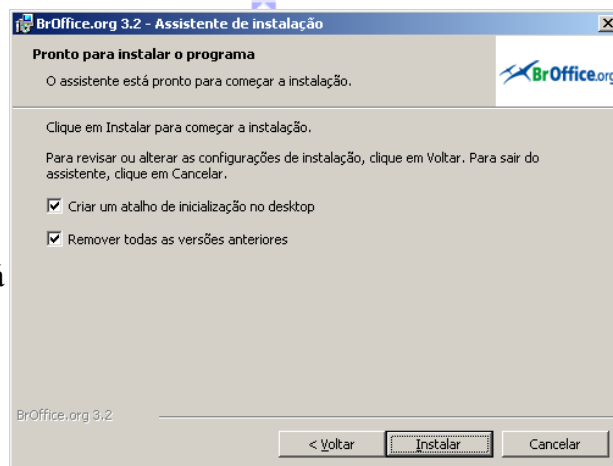 BrOffice.org 3.2 - Assistente de instalação
Pronto para instalar o programa
O assistente está pronto para começar a instalação.
BrOffice.org
Clique em Instalar para começar a instalação.
Para revisar ou alterar as configurações de instalação, clique em Voltar. Para sair do
assistente, clique em Cancelar.
Criar um atalho de inicialização no desktop
Remover todas as versões anteriores
BrOffice.org 3.2
< Voltar
Instalar
Cancelar